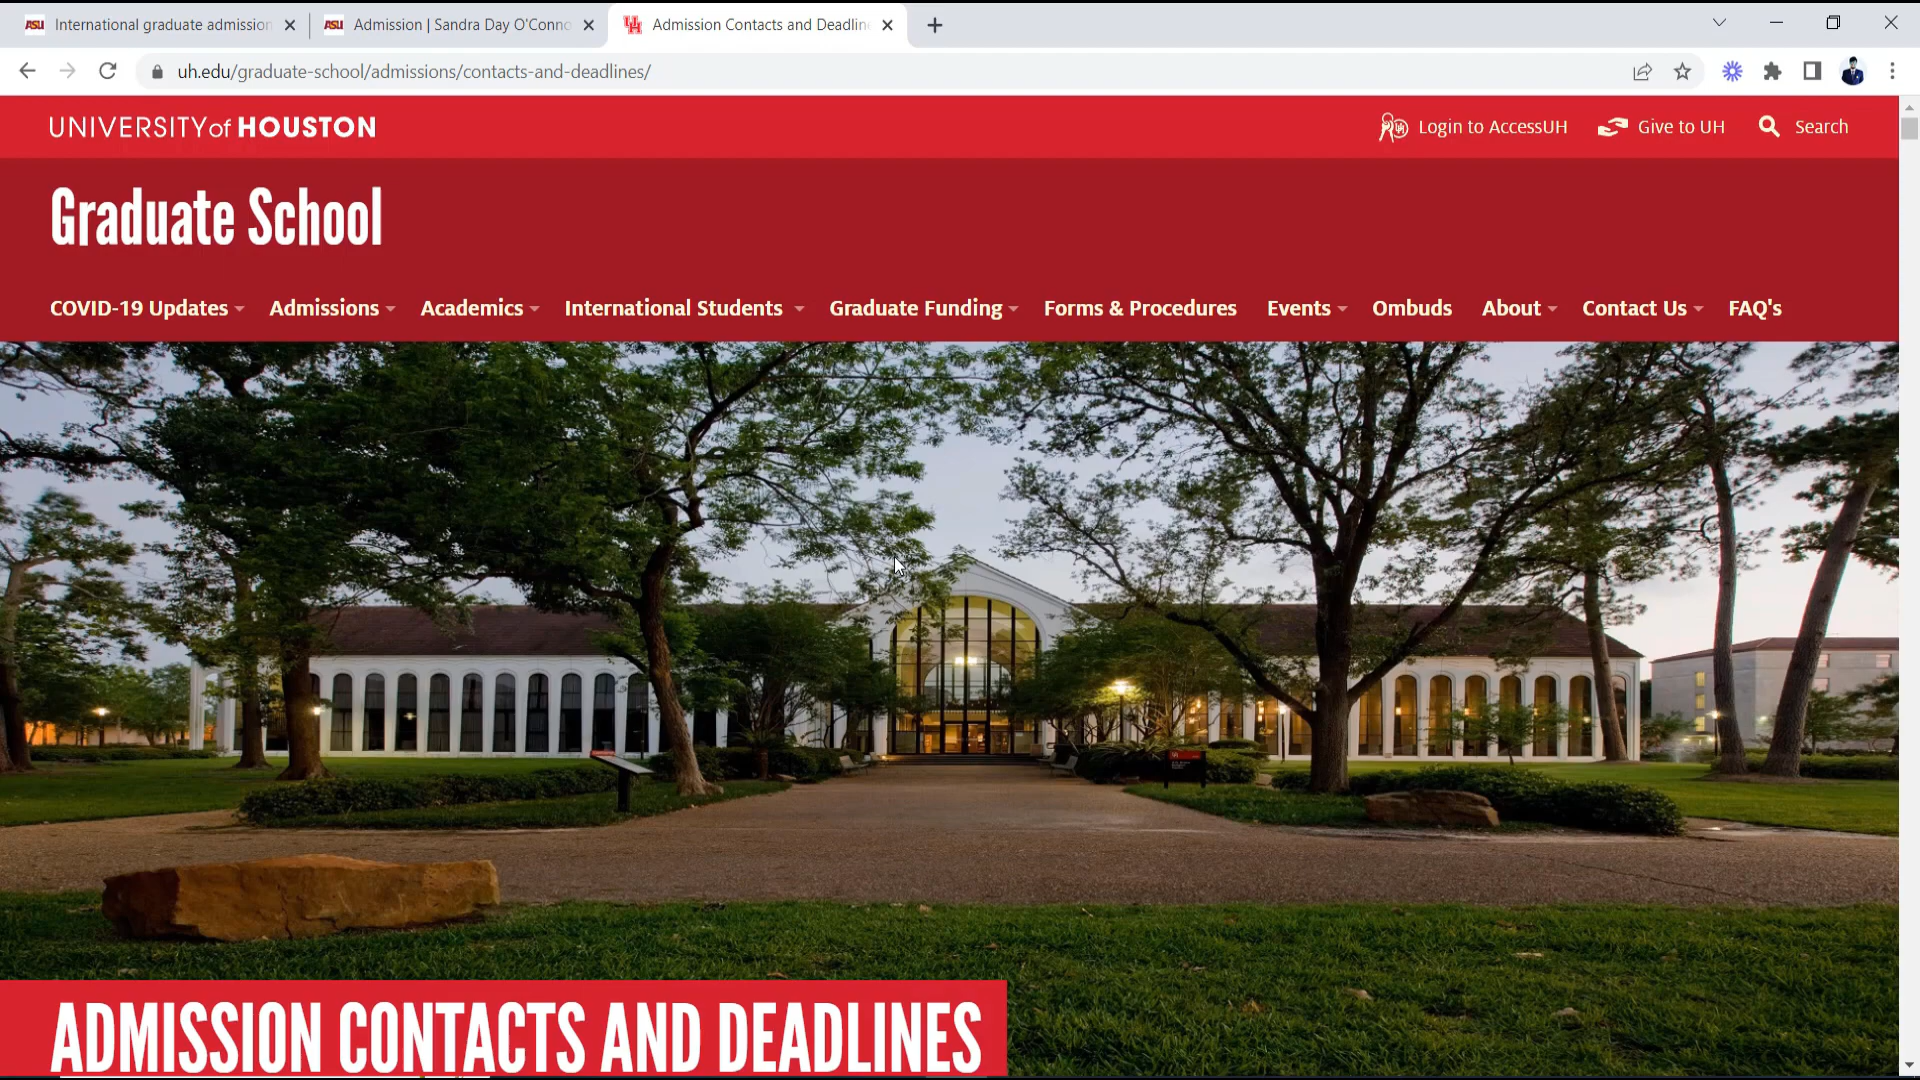 International graduate admission
Admission | Sandra Day O'Conno
Admission Contacts and Deadlin
uh.edu/graduate-school/admissions/contacts-and-deadlines/
UNIVERSITY of HOUSTON
Login to AccessUH
Give to UH
Search
Graduate School
COVID-19 Updates
Admissions
Academics
International Students
Graduate Funding
Forms & Procedures
Events
Ombuds
About
Contact Us
FAQ's
ADMISSION CONTACTS AND DEADLINES